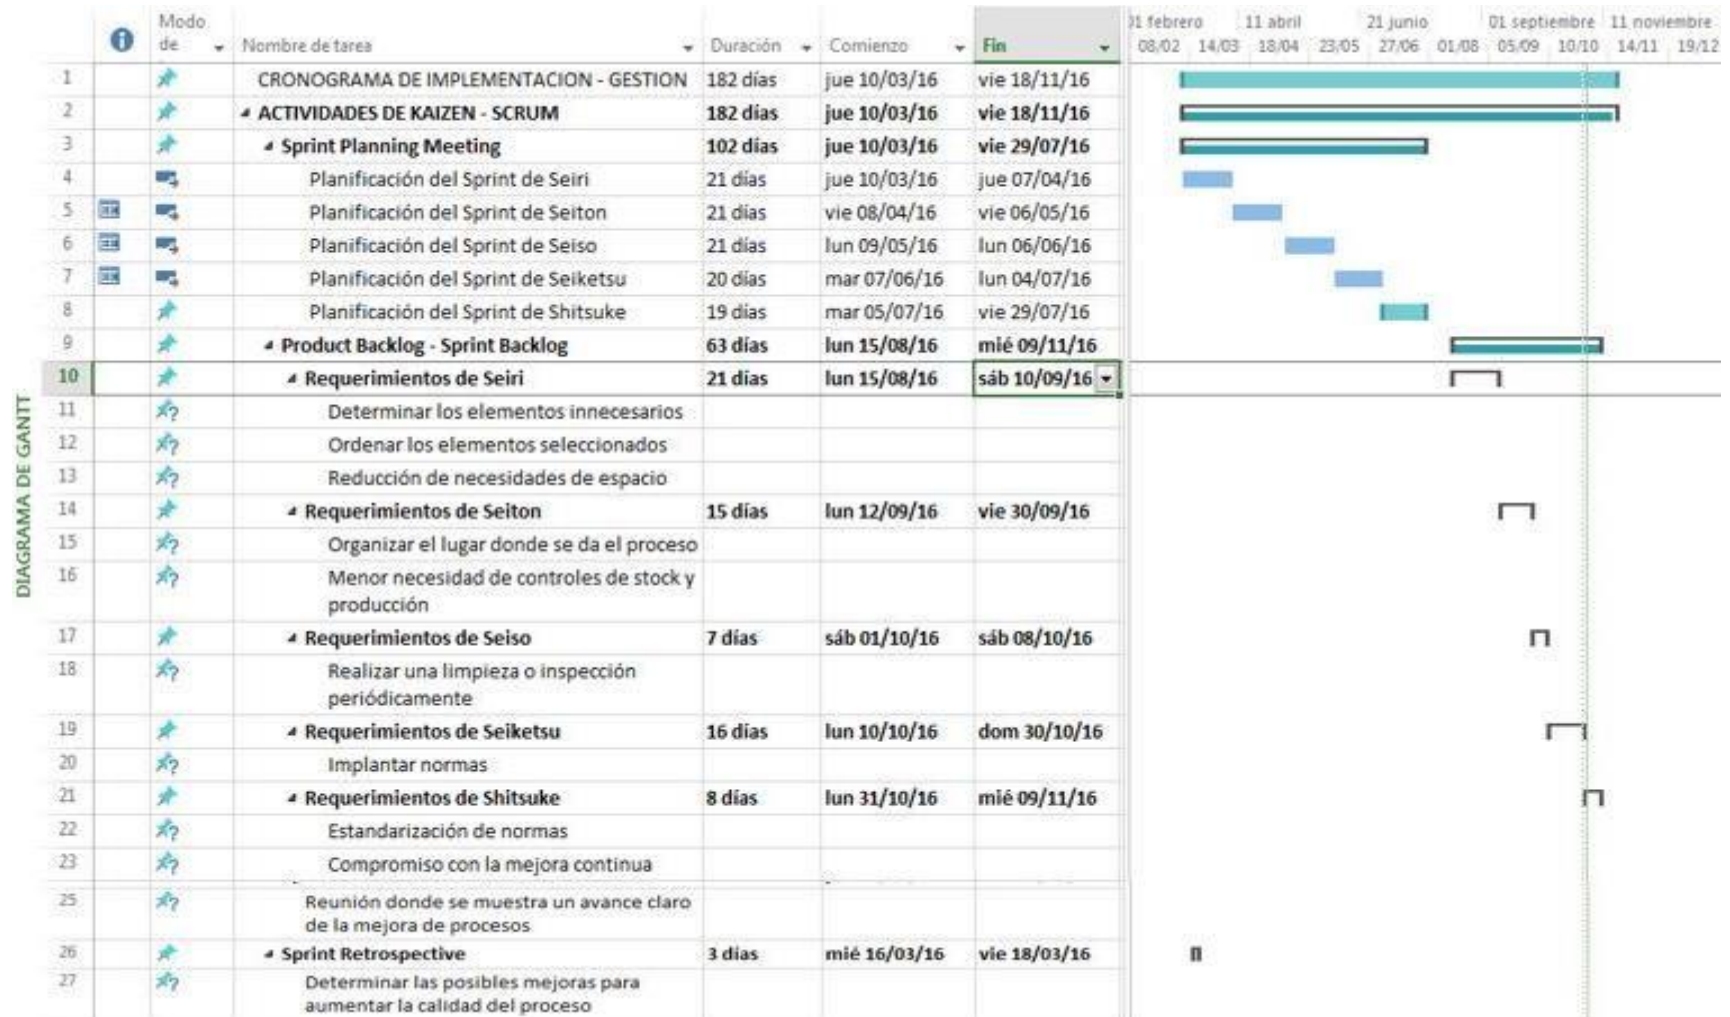 Modo
de
Nombre de tarea Duración Comienzo Fin
01 febrero 11 abril 21 junio 01 septiembre 11 noviembre
08/02 14/03 18/04 23/05 27/06 01/08 05/09 10/10 14/11 19/12
1 CRONOGRAMA DE IMPLEMENTACION - GESTION 182 días jue 10/03/16 vie 18/11/16
2 ACTIVIDADES DE KAIZEN - SCRUM 182 días jue 10/03/16 vie 18/11/16
3 Sprint Planning Meeting 102 días jue 10/03/16 vie 29/07/16
4 Planificación del Sprint de Seiri 21 días jue 10/03/16 jue 07/04/16
5 Planificación del Sprint de Seiton 21 días vie 08/04/16 vie 06/05/16
6 Planificación del Sprint de Seiso 21 días lun 09/05/16 lun 06/06/16
7 Planificación del Sprint de Seiketsu 20 días mar 07/06/16 lun 04/07/16
8 Planificación del Sprint de Shitsuke 19 días mar 05/07/16 vie 29/07/16
9 Product Backlog - Sprint Backlog 63 días lun 15/08/16 mié 09/11/16
10 Requerimientos de Seiri 21 días lun 15/08/16 sáb 10/09/16
11 Determinar los elementos innecesarios
12 Ordenar los elementos seleccionados
13 Reducción de necesidades de espacio
14 Requerimientos de Seiton 15 días lun 12/09/16 vie 30/09/16
15 Organizar el lugar donde se da el proceso
16 Menor necesidad de controles de stock y
producción
17 Requerimientos de Seiso 7 días sáb 01/10/16 sáb 08/10/16
18 Realizar una limpieza o inspección
periódicamente
19 Requerimientos de Seiketsu 16 días lun 10/10/16 dom 30/10/16
20 Implantar normas
21 Requerimientos de Shitsuke 8 días lun 31/10/16 mié 09/11/16
22 Estandarización de normas
23 Compromiso con la mejora continua
25 Reunión donde se muestra un avance claro
de la mejora de procesos
26 Sprint Retrospective 3 días mié 16/03/16 vie 18/03/16
27 Determinar las posibles mejoras para
aumentar la calidad del proceso
DIAGRAMA DE GANTT